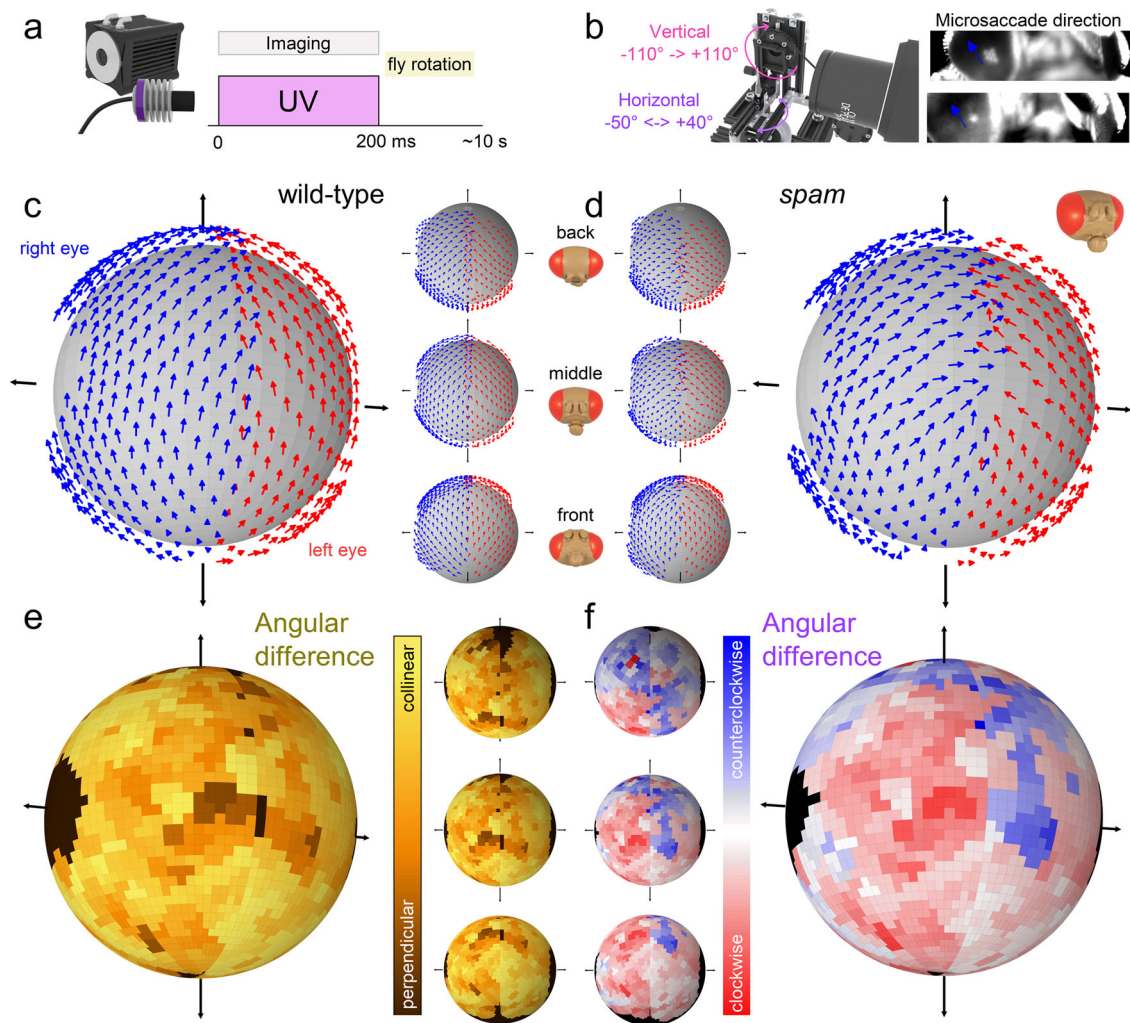 a
Imaging
fly rotation
UV
0
200 ms
~10 s
b
Vertical
-110° -> +110°
Horizontal
-50° <-> +40°
Microsaccade direction
c
wild-type
right eye
left eye
back
middle
front
d
spam
e
Angular
difference
collinear
perpendicular
f
counterclockwise
clockwise
Angular
difference